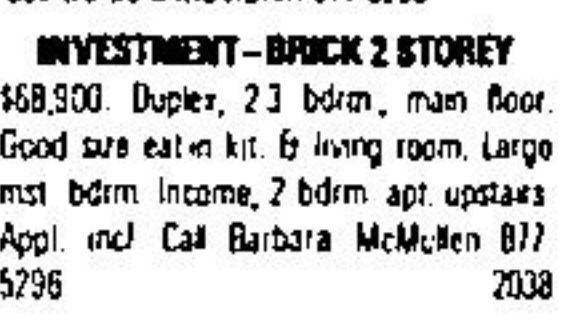 INVESTMENT – BRICK 2 STOREY
$68,900. Duplex, 2 3 bdrm, main floor.
Good size eat in kit. & living room. Large
mst bdrm Income, 2 bdrm apt. upstairs
Appl. incl Call Barbara McMullen 877
5296 2038